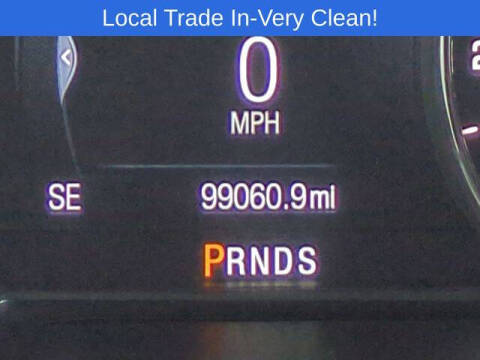 Local Trade In-Very Clean!
0
MPH
SE 99060.9mi
PRNDS